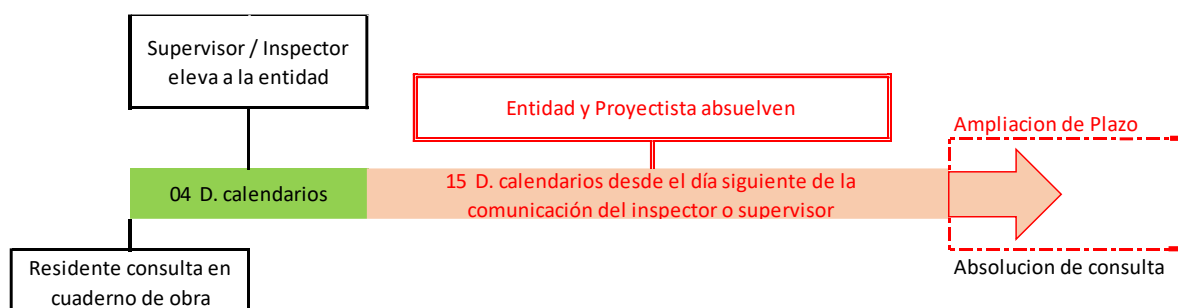 Supervisor / Inspector
eleva a la entidad
Entidad y Proyectista absuelven
Ampliacion de Plazo
04 D. calendarios
15 D. calendarios desde el día siguiente de la
comunicación del inspector o supervisor
Residente consulta en
cuaderno de obra
Absolucion de consulta